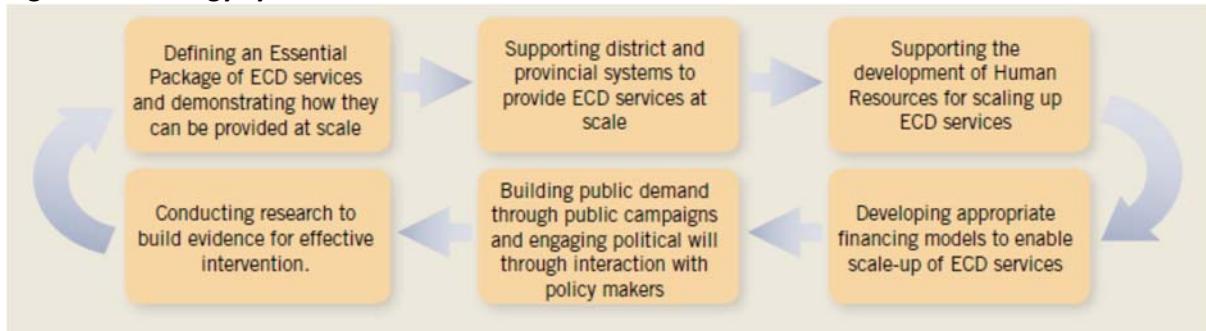 Defining an Essential
Package of ECD services
and demonstrating how they
can be provided at scale
Supporting district and
provincial systems to
provide ECD services at
scale
Supporting the
development of Human
Resources for scaling up
ECD services
Developing appropriate
financing models to enable
scale-up of ECD services
Building public demand
through public campaigns
and engaging political will
through interaction with
policy makers
Conducting research to
build evidence for effective
intervention.